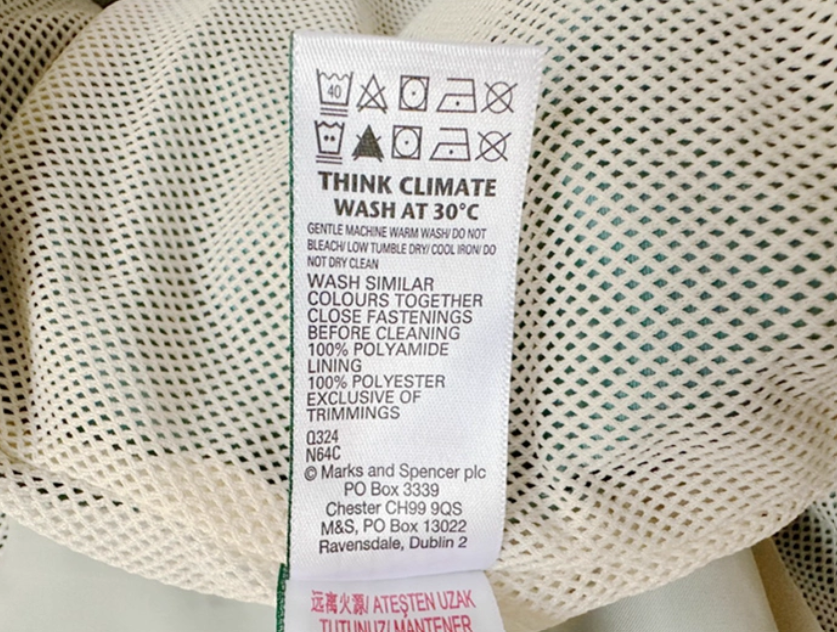 40
THINK CLIMATE
WASH AT 30°C
GENTLE MACHINE WARM WASH/ DO NOT
BLEACH/ LOW TUMBLE DRY/ COOL IRON/ DO
NOT DRY CLEAN
WASH SIMILAR
COLOURS TOGETHER
CLOSE FASTENINGS
BEFORE CLEANING
100% POLYAMIDE
LINING
100% POLYESTER
EXCLUSIVE OF
TRIMMINGS
Q324
N64C
© Marks and Spencer plc
PO Box 3339
Chester CH99 9QS
M&S, PO Box 13022
Ravensdale, Dublin 2
远离火源/ ATEŞTEN UZAK
TUTUNUZ/ MANTENER